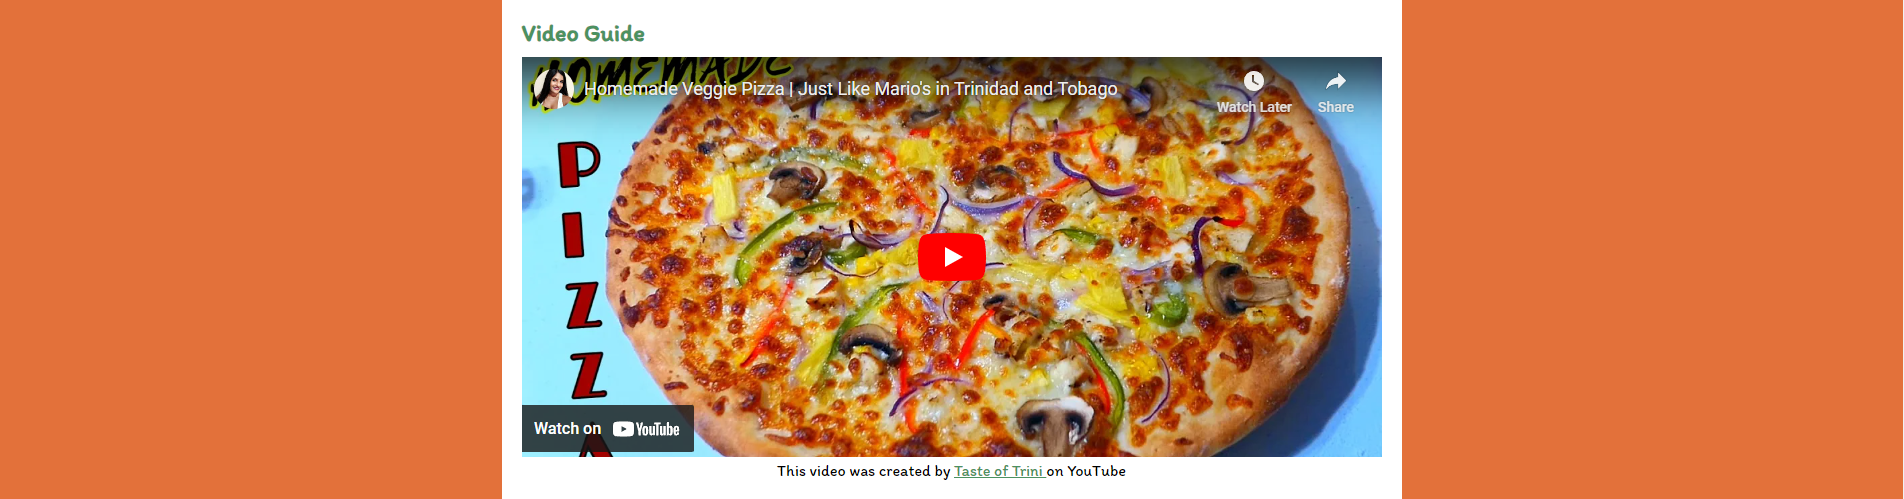 Video Guide
HOMEMADE
Homemade Veggie Pizza | Just Like Mario's in Trinidad and Tobago
Watch Later
Share
PIZZA
Watch on YouTube
This video was created by Taste of Trini on YouTube